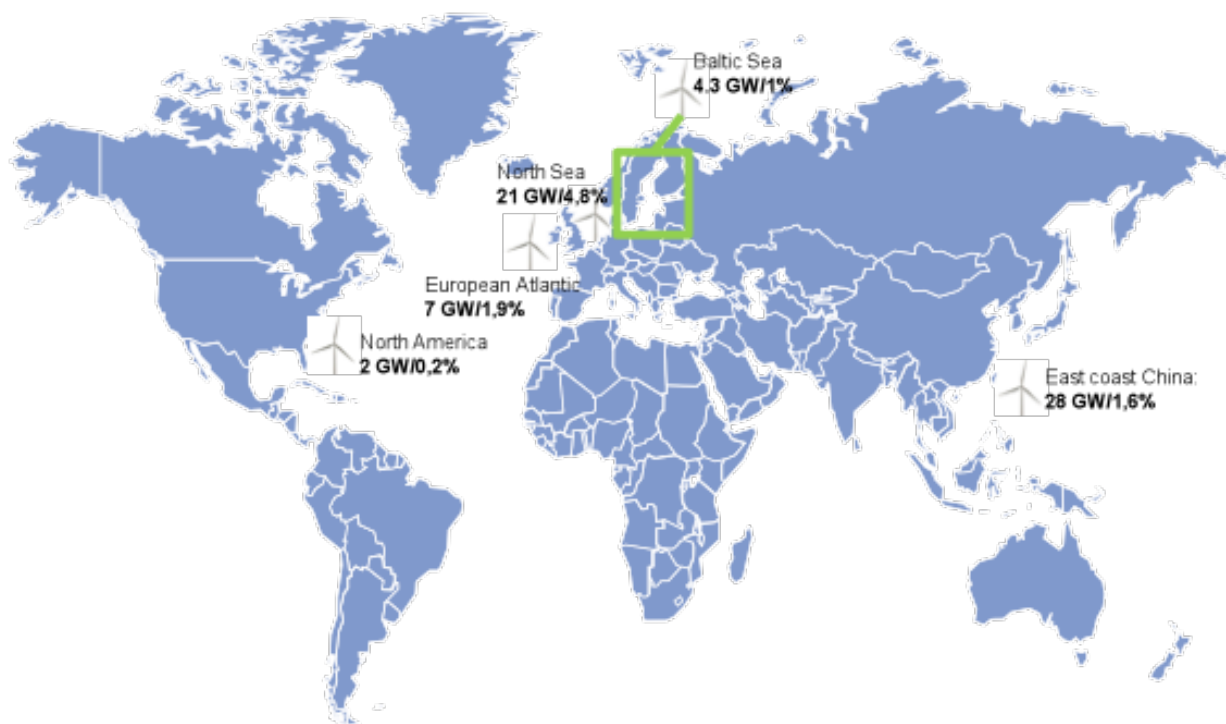 Baltic Sea
4.3 GW/1%
North Sea
21 GW/4,8%
European Atlantic
7 GW/1,9%
North America
2 GW/0,2%
East coast China:
28 GW/1,6%